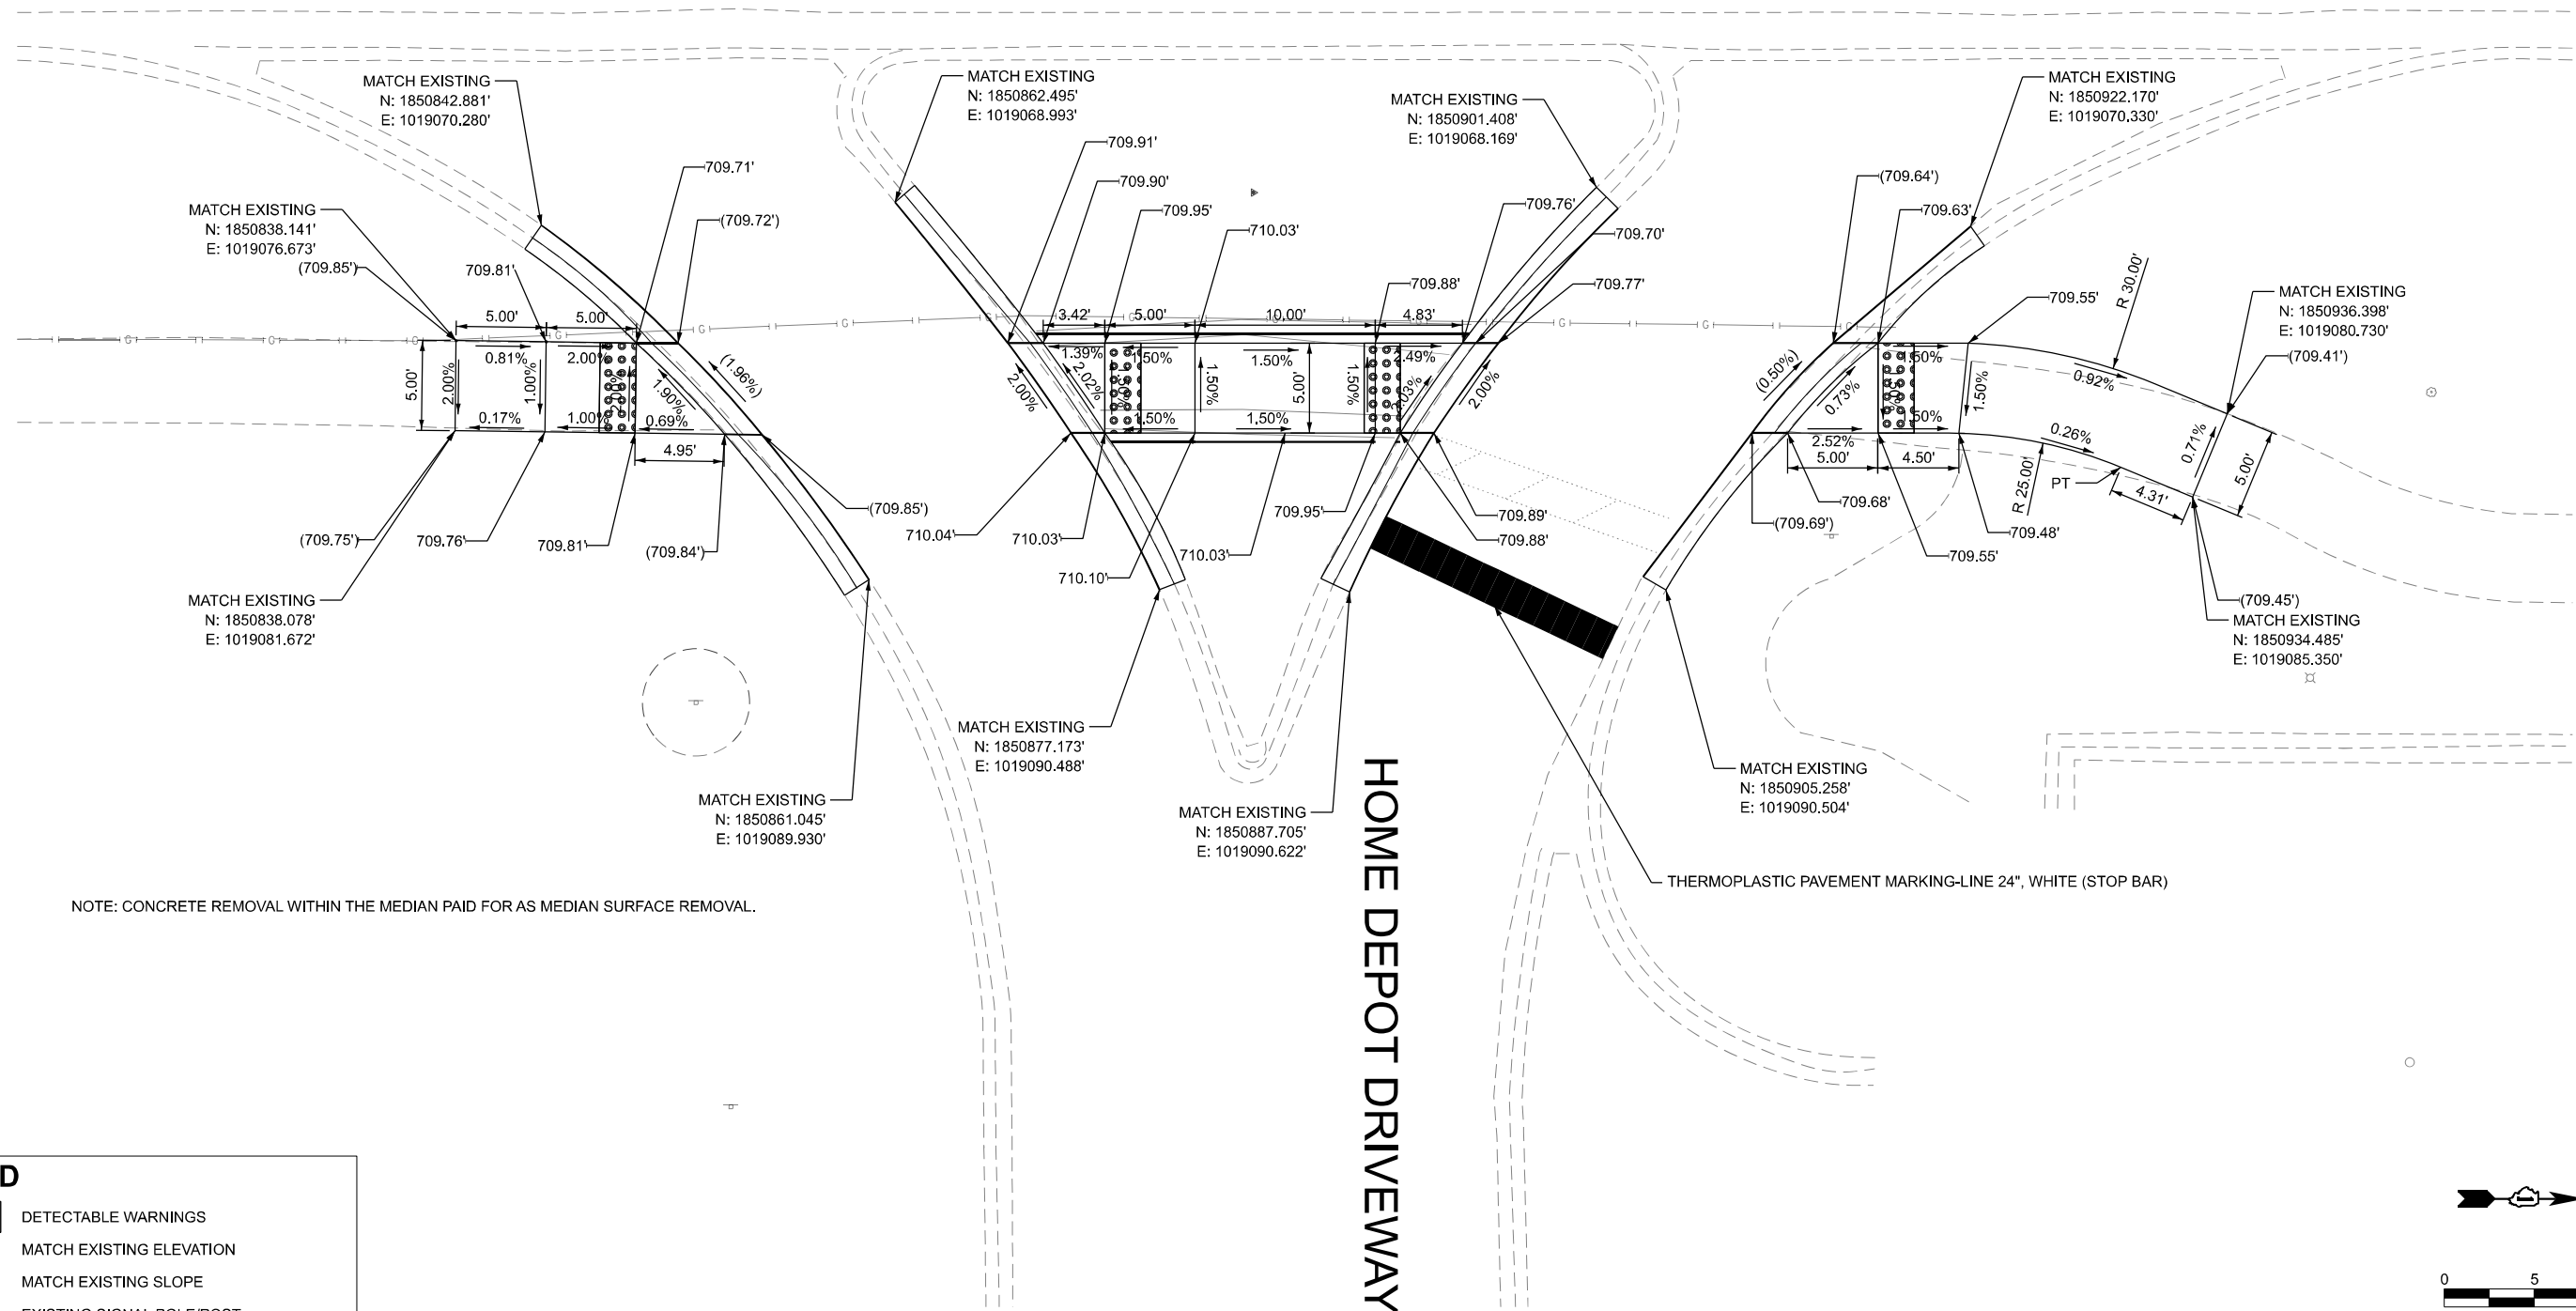 MATCH EXISTING
N: 1850842.881'
E: 1019070.280'
MATCH EXISTING
N: 1850862.495'
E: 1019068.993'
MATCH EXISTING
N: 1850901.408'
E: 1019068.169'
MATCH EXISTING
N: 1850922.170'
E: 1019070.330'
709.91'
709.71'
709.90'
(709.64')
709.76'
709.63'
MATCH EXISTING
N: 1850838.141'
E: 1019076.673'
(709.85')
(709.72')
709.95'
710.03'
709.70'
709.81'
709.88'
709.77'
709.55'
R 30.00'
MATCH EXISTING
N: 1850936.398'
E: 1019080.730'
(709.41')
5.00'
5.00'
3.42'
5.00'
10.00'
4.83'
G
G
G
G
G
G
G
G
G
G
G
0.81%
2.00%
(1.96%)
1.39%
1.50%
1.50%
2.49%
(0.50%)
1.50%
0.92%
5.00'
2.00%
1.00%
2.00%
1.90%
2.00%
2.02%
1.50%
5.00'
1.50%
2.03%
2.00%
0.73%
1.50%
0.17%
1.00%
0.69%
1.50%
1.50%
2.52%
1.50%
0.26%
0.71%
5.00'
4.95'
5.00'
4.50'
R 25.00'
PT
4.31'
(709.75')
709.76'
709.81'
(709.84')
(709.85')
710.04'
710.03'
710.10'
710.03'
709.95'
709.89'
709.88'
709.68'
(709.69')
709.55'
709.48'
(709.45')
MATCH EXISTING
N: 1850934.485'
E: 1019085.350'
MATCH EXISTING
N: 1850838.078'
E: 1019081.672'
MATCH EXISTING
N: 1850877.173'
E: 1019090.488'
MATCH EXISTING
N: 1850905.258'
E: 1019090.504'
MATCH EXISTING
N: 1850861.045'
E: 1019089.930'
MATCH EXISTING
N: 1850887.705'
E: 1019090.622'
HOME DEPOT DRIVEWAY
THERMOPLASTIC PAVEMENT MARKING-LINE 24", WHITE (STOP BAR)
NOTE: CONCRETE REMOVAL WITHIN THE MEDIAN PAID FOR AS MEDIAN SURFACE REMOVAL.
D
DETECTABLE WARNINGS
MATCH EXISTING ELEVATION
MATCH EXISTING SLOPE
EXISTING SIGNAL POLE/POST
0 5